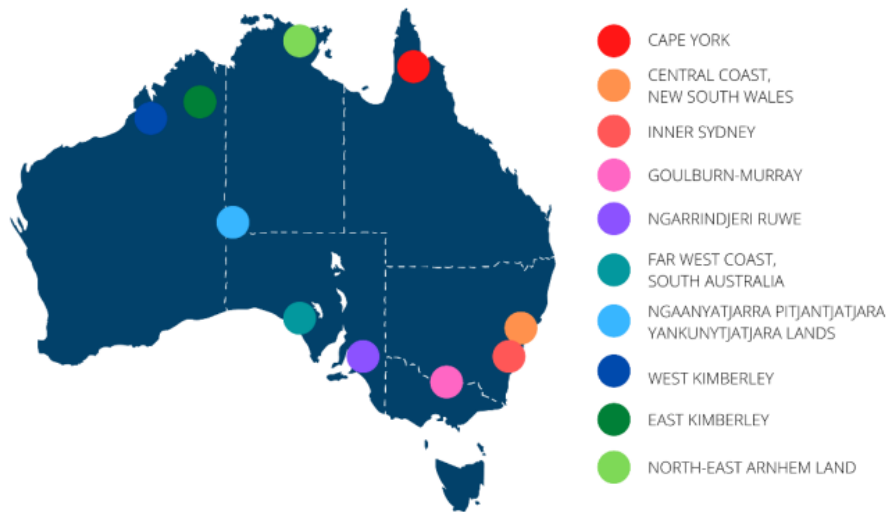 CAPE YORK
CENTRAL COAST,
NEW SOUTH WALES
INNER SYDNEY
GOULBURN-MURRAY
NGARRINDJERI RUWE
FAR WEST COAST,
SOUTH AUSTRALIA
NGAANYATJARRA PITJANTJATJARA
YANKUNYTJATJARA LANDS
WEST KIMBERLEY
EAST KIMBERLEY
NORTH-EAST ARNHEM LAND